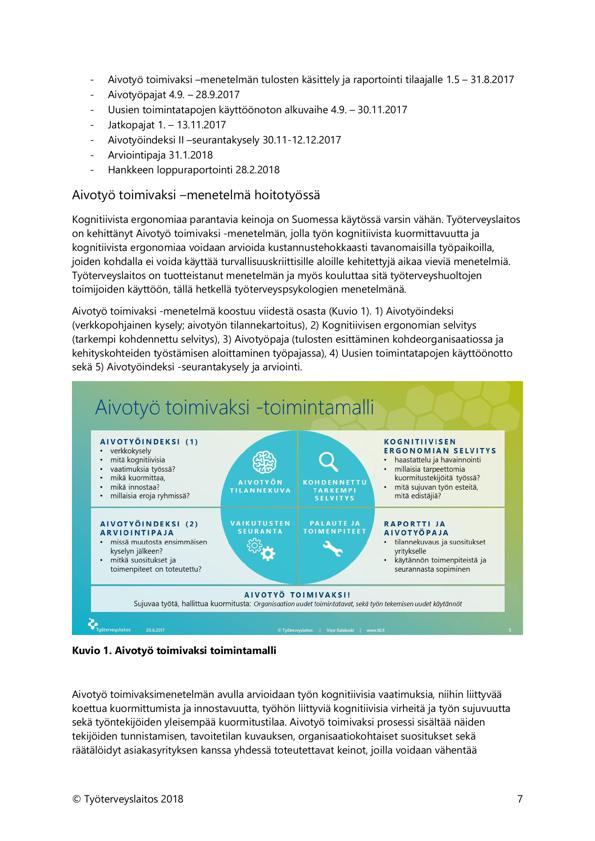 - Aivotyö toimivaksi –menetelmän tulosten käsittely ja raportointi tilaajalle 1.5 – 31.8.2017
- Aivotyöpajat 4.9. – 28.9.2017
- Uusien toimintatapojen käyttöönoton alkuvaihe 4.9. – 30.11.2017
- Jatkopajat 1. – 13.11.2017
- Aivotyöindeksi II –seurantakysely 30.11-12.12.2017
- Arviointipaja 31.1.2018
- Hankkeen loppuraportointi 28.2.2018
Aivotyö toimivaksi –menetelmä hoitotyössä
Kognitiivista ergonomiaa parantavia keinoja on Suomessa käytössä varsin vähän. Työterveyslaitos
on kehittänyt Aivotyö toimivaksi -menetelmän, jolla työn kognitiivista kuormittavuutta ja
kognitiivista ergonomiaa voidaan arvioida kustannustehokkaasti tavanomaisilla työpaikoilla,
joiden kohdalla ei voida käyttää turvallisuuskriittisille aloille kehitettyjä aikaa vieviä menetelmiä.
Työterveyslaitos on tuotteistanut menetelmän ja myös kouluttaa sitä työterveyshuoltojen
toimijoiden käyttöön, tällä hetkellä työterveyspsykologien menetelmänä.
Aivotyö toimivaksi -menetelmä koostuu viidestä osasta (Kuvio 1). 1) Aivotyöindeksi
(verkkopohjainen kysely; aivotyön tilannekartoitus), 2) Kognitiivisen ergonomian selvitys
(tarkempi kohdennettu selvitys), 3) Aivotyöpaja (tulosten esittäminen kohdeorganisaatiossa ja
kehityskohteiden työstämisen aloittaminen työpajassa), 4) Uusien toimintatapojen käyttöönotto
sekä 5) Aivotyöindeksi -seurantakysely ja arviointi.
Aivotyö toimivaksi -toimintamalli
AIVOTYÖINDEKSI (1)
• verkkokysely
• mitä kognitiivisia
vaatimuksia työssä?
• mikä kuormittaa,
• mikä innostaa?
• millaisia eroja ryhmissä?
AIVOTYÖN
TILANNEKUVA
KOHDENNETTU
TARKEMPI
SELVITYS
KOGNITIIVISEN
ERGONOMIAN SELVITYS
• haastattelu ja havainnointi
• millaisia tarpeettomia
kuormitustekijöitä työssä?
• mitä sujuvan työn esteitä,
mitä edistäjiä?
AIVOTYÖINDEKSI (2)
ARVIOINTIPAJA
• missä muutosta ensimmäisen
kyselyn jälkeen?
• mitkä suositukset ja
toimenpiteet on toteutettu?
VAIKUTUSTEN
SEURANTA
PALAUTE JA
TOIMENPITEET
RAPORTTI JA
AIVOTYÖPAJA
• tilannekuvaus ja suositukset
yritykselle
• käytännön toimenpiteistä ja
seurannasta sopiminen
AIVOTYÖ TOIMIVAKSI!
Sujuvaa työtä, hallittua kuormitusta: Organisaation uudet toimintatavat, sekä työn tekemisen uudet käytännöt
Työterveyslaitos 20.6.2017 © Työterveyslaitos | Virpi Kalakoski | www.ttl.fi
Kuvio 1. Aivotyö toimivaksi toimintamalli
Aivotyö toimivaksimenetelmän avulla arvioidaan työn kognitiivisia vaatimuksia, niihin liittyvää
koettua kuormittumista ja innostavuutta, työhön liittyviä kognitiivisia virheitä ja työn sujuvuutta
sekä työntekijöiden yleisempää kuormitustilaa. Aivotyö toimivaksi prosessi sisältää näiden
tekijöiden tunnistamisen, tavoitetilan kuvauksen, organisaatiokohtaiset suositukset sekä
räätälöidyt asiakasyrityksen kanssa yhdessä toteutettavat keinot, joilla voidaan vähentää
© Työterveyslaitos 2018 7